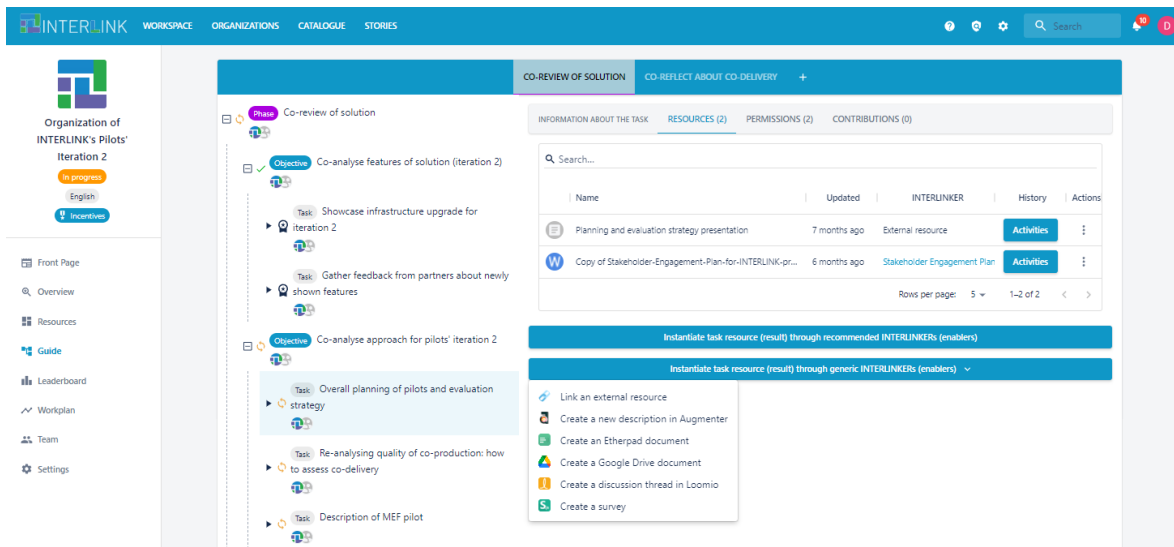 INTERLINK WORKSPACE ORGANIZATIONS CATALOGUE STORIES Search 10 D
Organization of
INTERLINK's Pilots'
Iteration 2
In progress
English
Incentives
Front Page
Overview
Resources
Guide
Leaderboard
Workplan
Team
Settings
CO-REVIEW OF SOLUTION CO-REFLECT ABOUT CO-DELIVERY +
Phase Co-review of solution
Objective Co-analyse features of solution (iteration 2)
Task Showcase infrastructure upgrade for
iteration 2
Task Gather feedback from partners about newly
shown features
Objective Co-analyse approach for pilots' iteration 2
Task Overall planning of pilots and evaluation
strategy
Task Re-analysing quality of co-production: how
to assess co-delivery
Task Description of MEF pilot
INFORMATION ABOUT THE TASK RESOURCES (2) PERMISSIONS (2) CONTRIBUTIONS (0)
Search...
Name Updated INTERLINKER History Actions
Planning and evaluation strategy presentation 7 months ago External resource Activities
W Copy of Stakeholder-Engagement-Plan-for-INTERLINK-pr... 6 months ago Stakeholder Engagement Plan Activities
Rows per page: 5 1–2 of 2
Instantiate task resource (result) through recommended INTERLINKERs (enablers)
Instantiate task resource (result) through generic INTERLINKERs (enablers)
Link an external resource
Create a new description in Augmenter
Create an Etherpad document
Create a Google Drive document
Create a discussion thread in Loomio
Create a survey